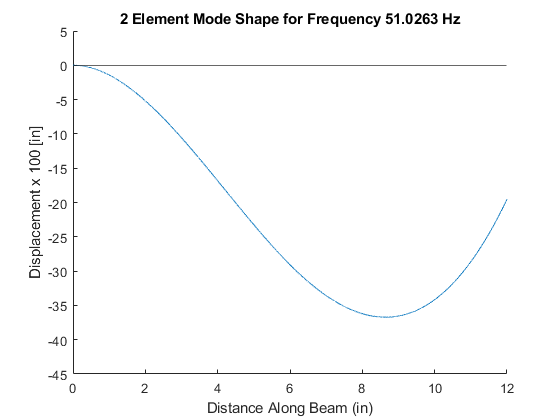 2 Element Mode Shape for Frequency 51.0263 Hz
5
0
-5
-10
-15
-20
-25
-30
-35
-40
-45
Displacement x 100 [in]
0 2 4 6 8 10 12
Distance Along Beam (in)